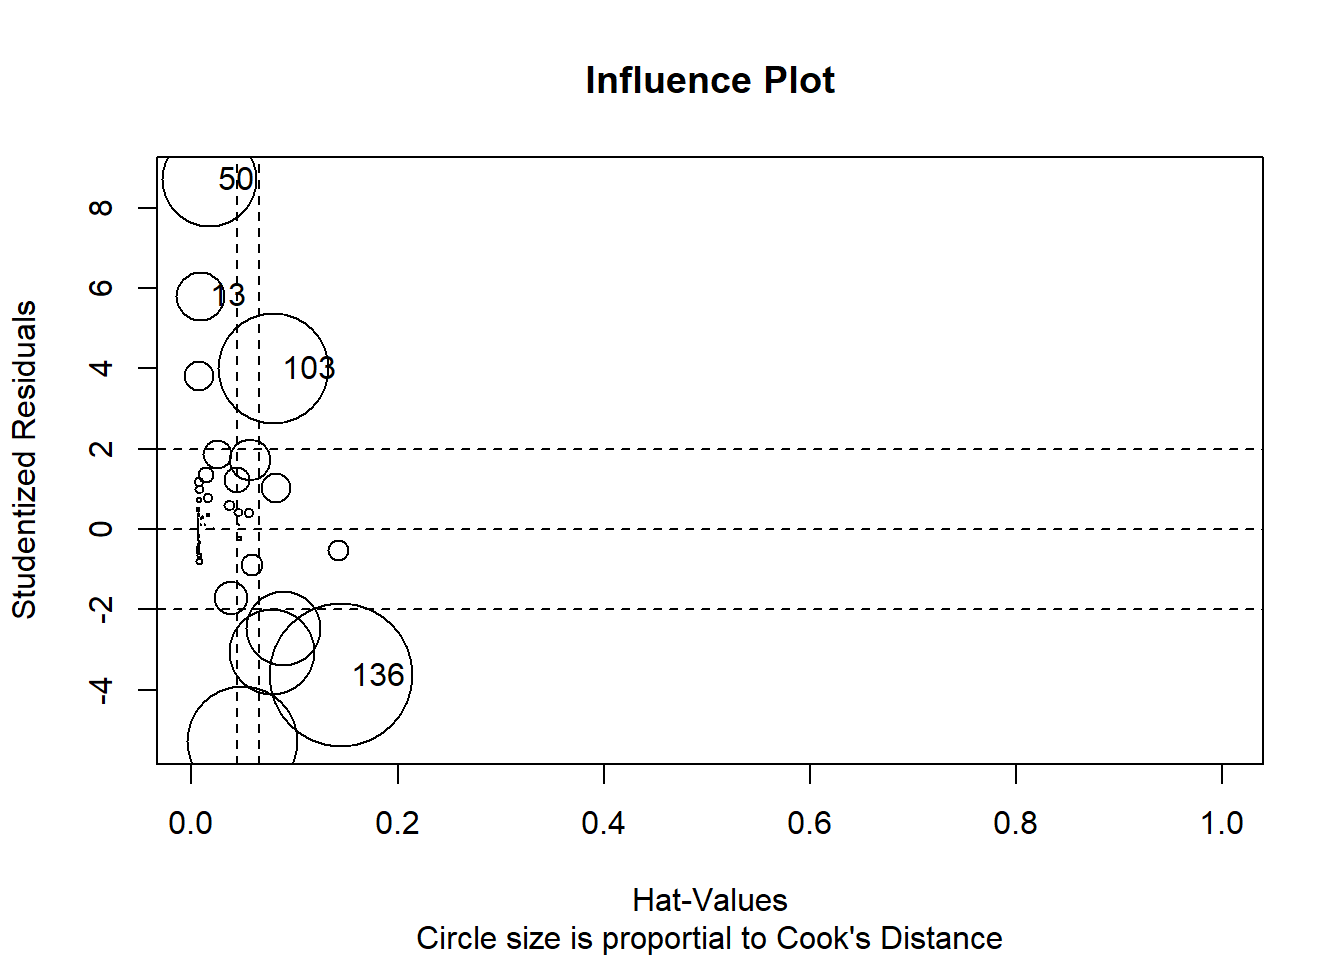 Influence Plot
Studentized Residuals
8
6
4
2
0
-2
-4
50
13
103
136
0.0 0.2 0.4 0.6 0.8 1.0
Hat-Values
Circle size is proportial to Cook's Distance